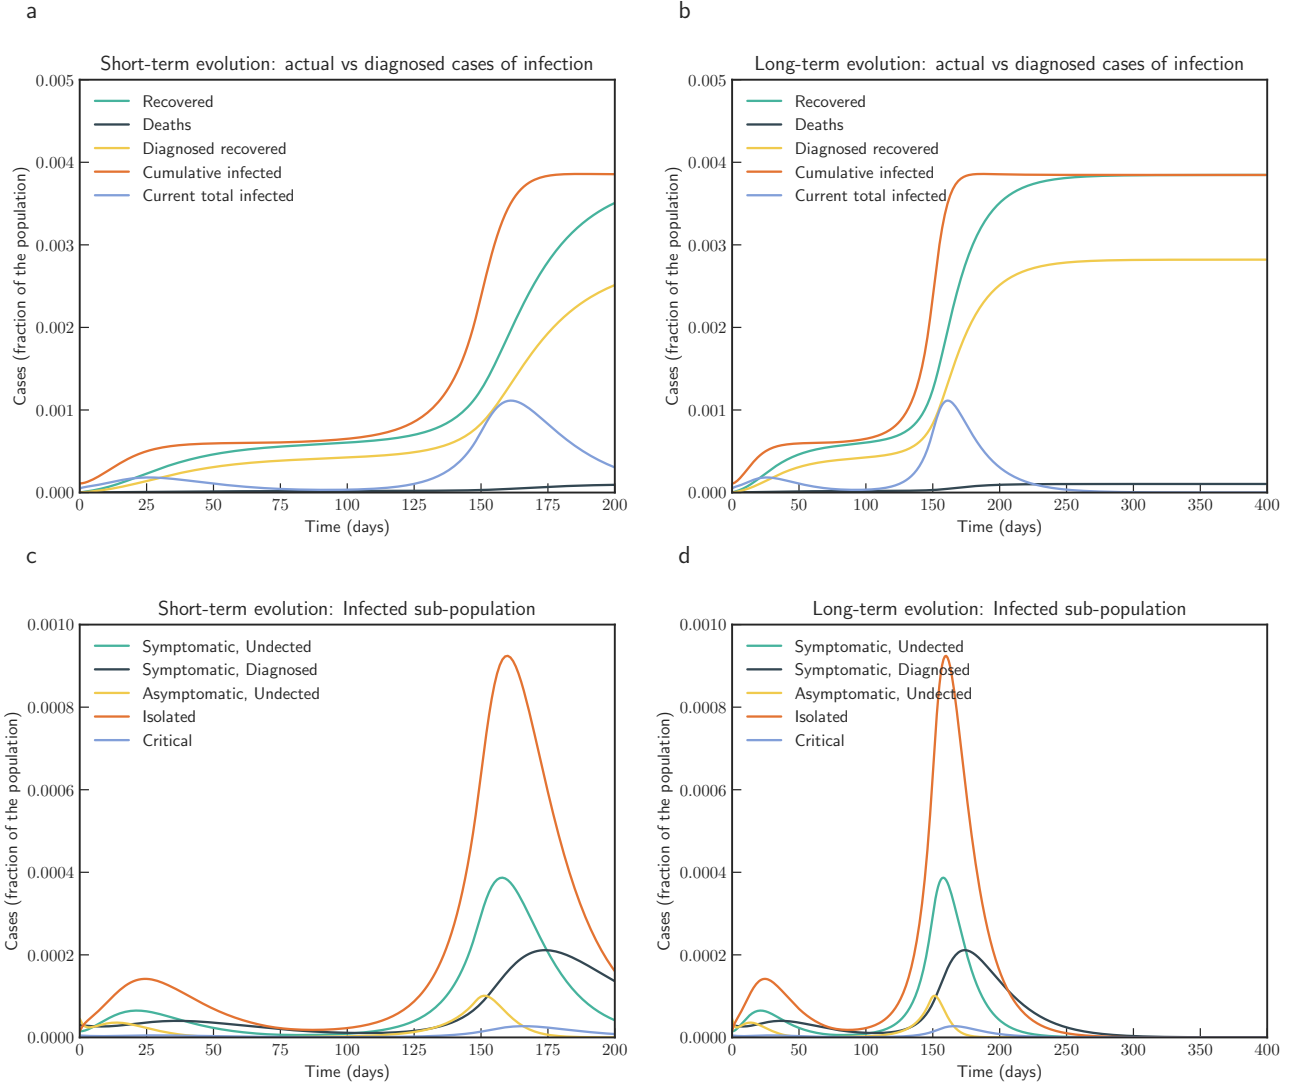 a
Short-term evolution: actual vs diagnosed cases of infection
0.005
0.004
0.003
0.002
0.001
0.000
Cases (fraction of the population)
Recovered
Deaths
Diagnosed recovered
Cumulative infected
Current total infected
0 25 50 75 100 125 150 175 200
Time (days)
b
Long-term evolution: actual vs diagnosed cases of infection
0.005
0.004
0.003
0.002
0.001
0.000
Cases (fraction of the population)
Recovered
Deaths
Diagnosed recovered
Cumulative infected
Current total infected
0 50 100 150 200 250 300 350 400
Time (days)
c
Short-term evolution: Infected sub-population
0.0010
0.0008
0.0006
0.0004
0.0002
0.0000
Cases (fraction of the population)
Symptomatic, Undected
Symptomatic, Diagnosed
Asymptomatic, Undected
Isolated
Critical
0 25 50 75 100 125 150 175 200
Time (days)
d
Long-term evolution: Infected sub-population
0.0010
0.0008
0.0006
0.0004
0.0002
0.0000
Cases (fraction of the population)
Symptomatic, Undected
Symptomatic, Diagnosed
Asymptomatic, Undected
Isolated
Critical
0 50 100 150 200 250 300 350 400
Time (days)